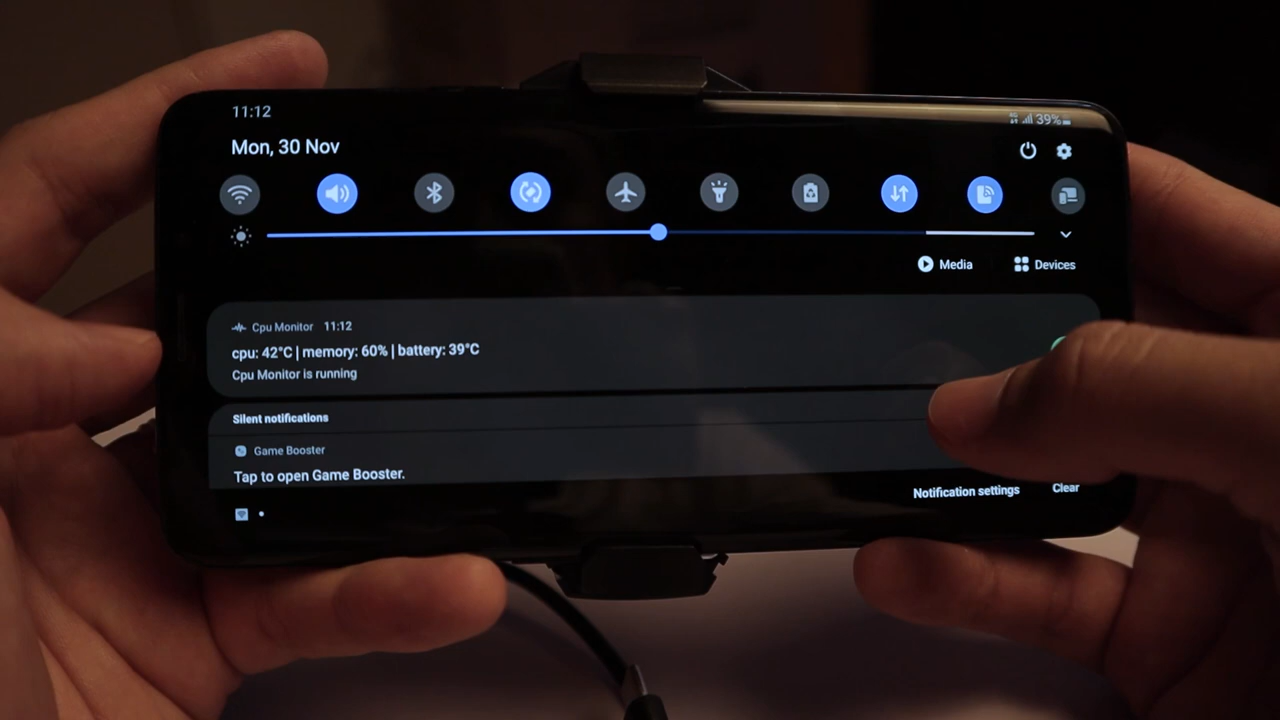 11:12
39%
Mon, 30 Nov
Media
Devices
Cpu Monitor 11:12
cpu: 42°C | memory: 60% | battery: 39°C
Cpu Monitor is running
Silent notifications
Game Booster
Tap to open Game Booster.
Notification settings
Clear